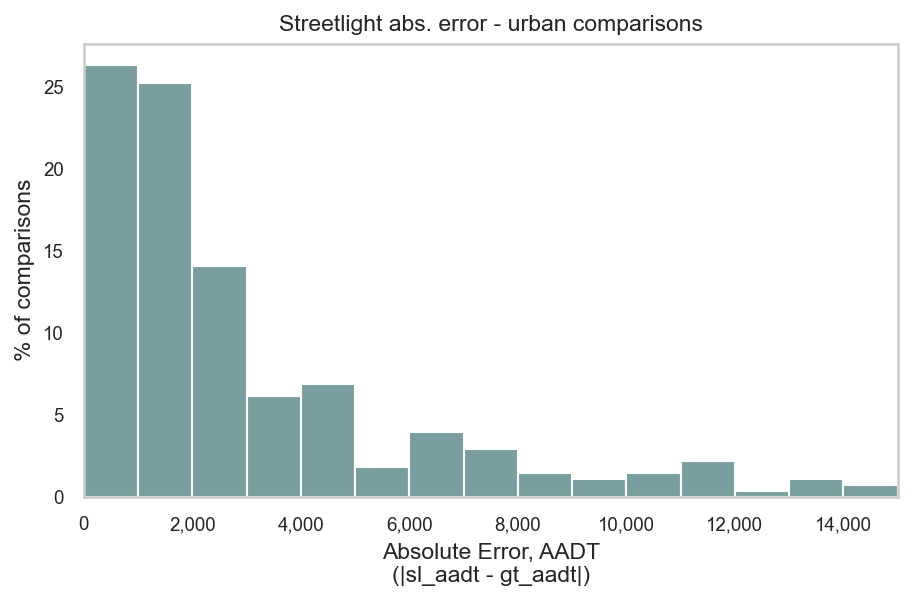 Streetlight abs. error - urban comparisons
% of comparisons
25
20
15
10
5
0
0 2,000 4,000 6,000 8,000 10,000 12,000 14,000
Absolute Error, AADT
(|sl_aadt - gt_aadt|)